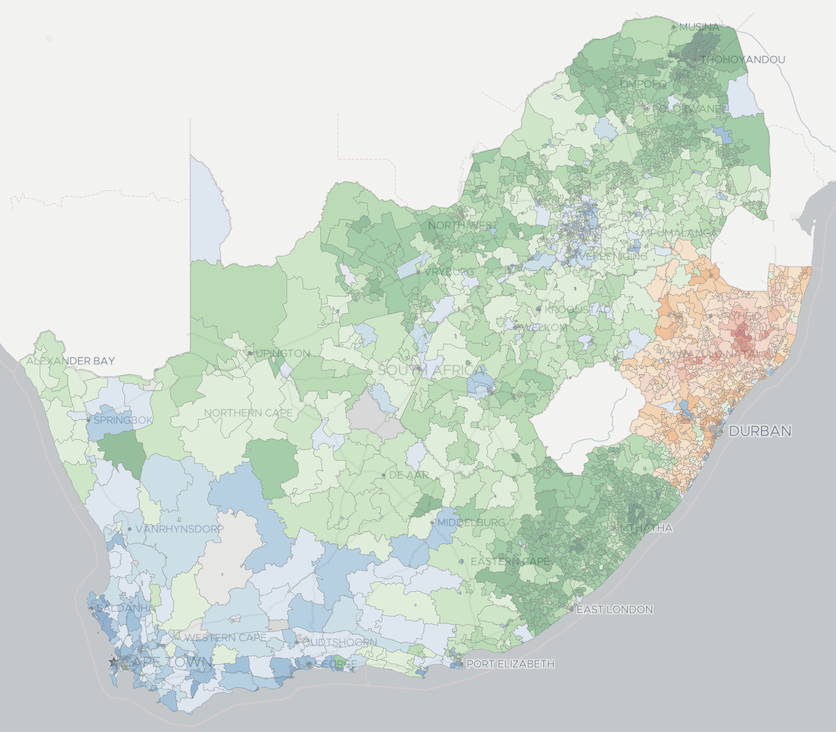 MUSINA
THOHOYANDOU
LIMPOPO
POLOKWANE
NORTH WEST
MPUMALANGA
VEREENIGING
VRYBURG
KROONSTAD
WELKOM
ALEXANDER BAY
UPINGTON
SOUTH AFRICA
KWAZULU-NATAL
NORTHERN CAPE
SPRINGBOK
DURBAN
DE AAR
VANRHYNSDORP
MIDDELBURG
MTHATHA
EASTERN CAPE
SALDANHA
EAST LONDON
WESTERN CAPE
OUDTSHOORN
CAPE TOWN
GEORGE
PORT ELIZABETH